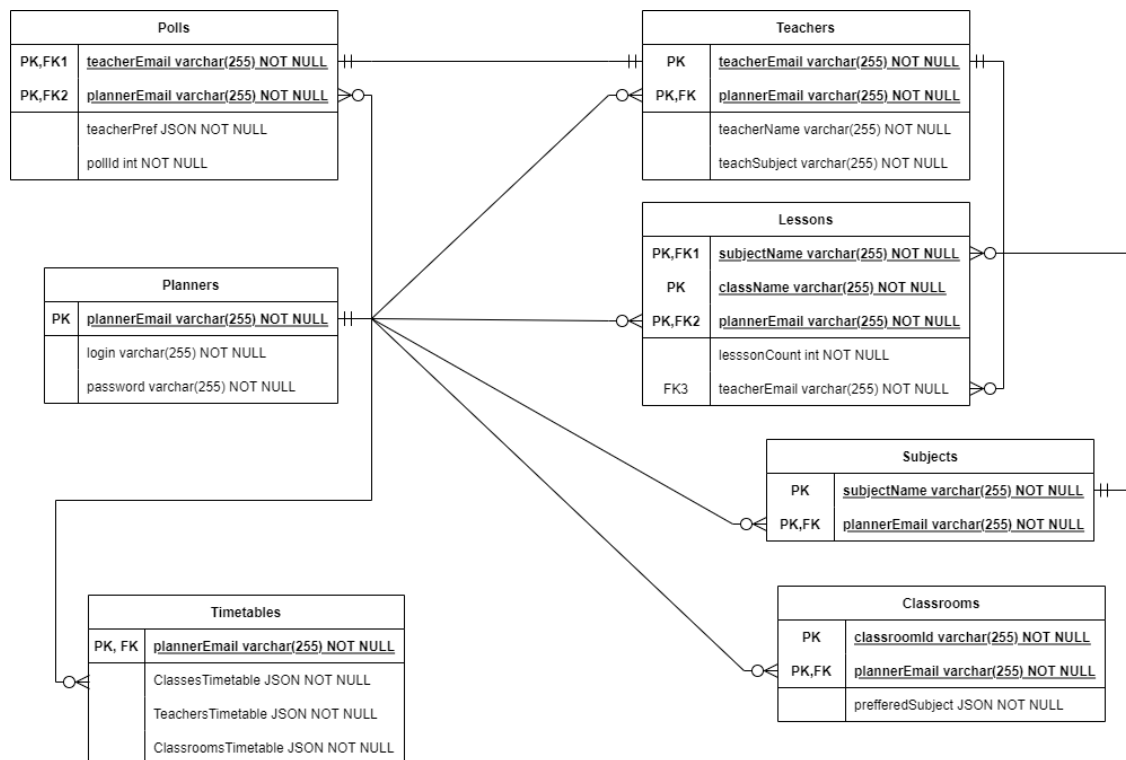 Polls
PK,FK1 teacherEmail varchar(255) NOT NULL
PK,FK2 plannerEmail varchar(255) NOT NULL
teacherPref JSON NOT NULL
pollId int NOT NULL
Teachers
PK teacherEmail varchar(255) NOT NULL
PK,FK plannerEmail varchar(255) NOT NULL
teacherName varchar(255) NOT NULL
teachSubject varchar(255) NOT NULL
Lessons
PK,FK1 subjectName varchar(255) NOT NULL
PK className varchar(255) NOT NULL
PK,FK2 plannerEmail varchar(255) NOT NULL
lesssonCount int NOT NULL
FK3 teacherEmail varchar(255) NOT NULL
Planners
PK plannerEmail varchar(255) NOT NULL
login varchar(255) NOT NULL
password varchar(255) NOT NULL
Subjects
PK subjectName varchar(255) NOT NULL
PK,FK plannerEmail varchar(255) NOT NULL
Timetables
PK, FK plannerEmail varchar(255) NOT NULL
ClassesTimetable JSON NOT NULL
TeachersTimetable JSON NOT NULL
ClassroomsTimetable JSON NOT NULL
Classrooms
PK classroomId varchar(255) NOT NULL
PK,FK plannerEmail varchar(255) NOT NULL
prefferedSubject JSON NOT NULL